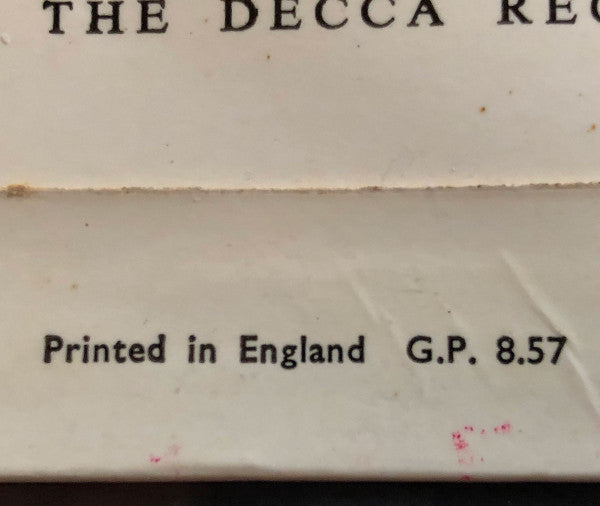 THE DECCA
Printed in England G.P. 8.57